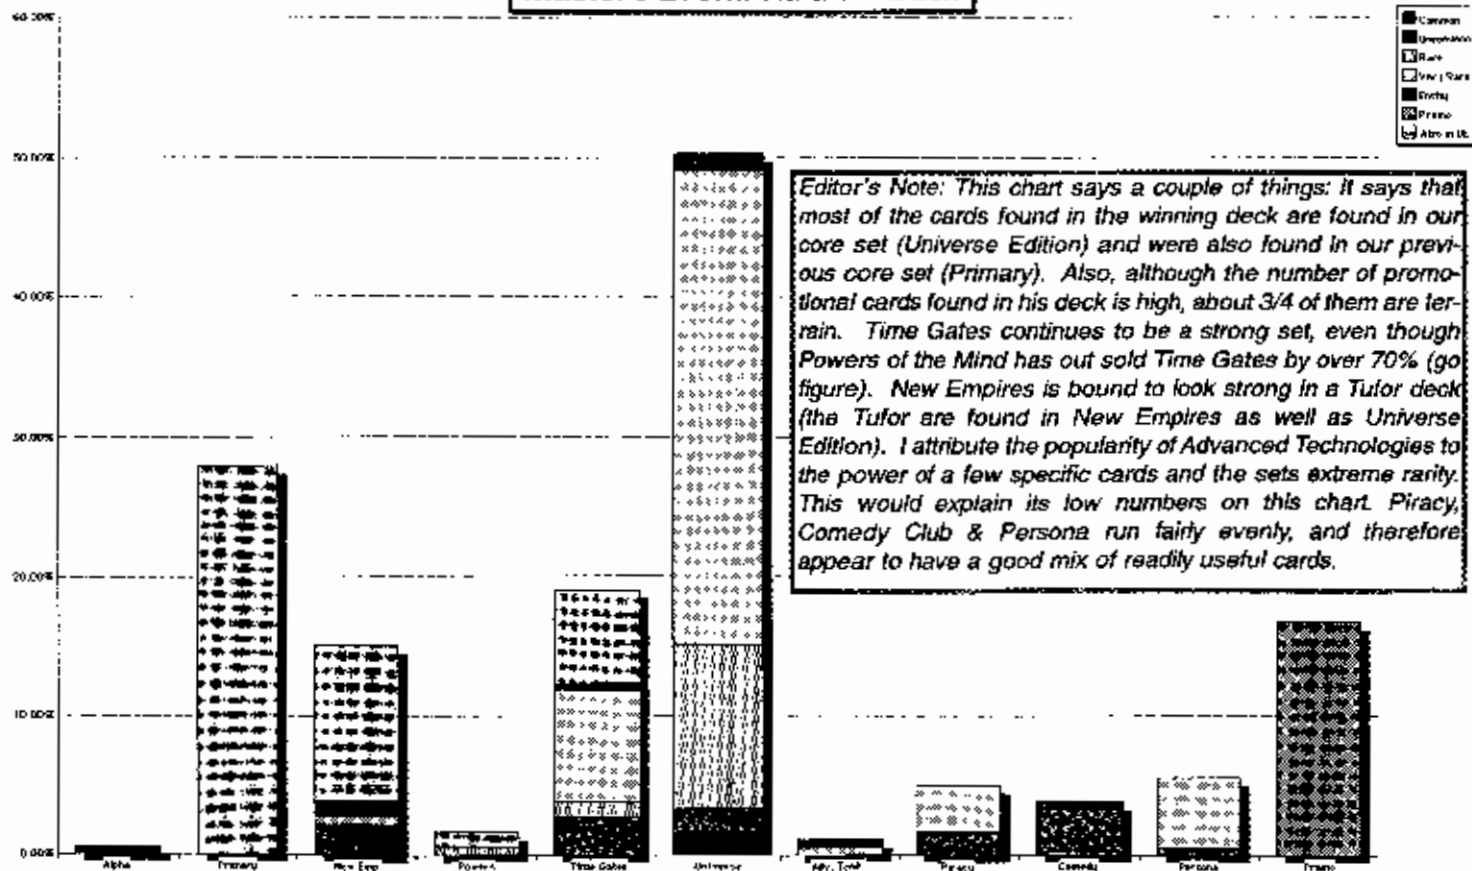 60.00%
Common
Rare
Very Rare
Promo
50.00%
Editor's Note: This chart says a couple of things: It says that
most of the cards found in the winning deck are found in our
core set (Universe Edition) and were also found in our previ-
ous core set (Primary). Also, although the number of promo-
tional cards found in his deck is high, about 3/4 of them are ter-
rain. Time Gates continues to be a strong set, even though
Powers of the Mind has out sold Time Gates by over 70% (go
figure). New Empires is bound to look strong in a Tufor deck
(the Tufor are found in New Empires as well as Universe
Edition). I attribute the popularity of Advanced Technologies to
the power of a few specific cards and the sets extreme rarity.
This would explain its low numbers on this chart. Piracy,
Comedy Club & Persona run fairly evenly, and therefore
appear to have a good mix of readily useful cards.
40.00%
30.00%
20.00%
10.00%
0.00%
Alpha Primary New Emp Powers Time Gates Universe Adv. Tech Piracy Comedy Persona Promo